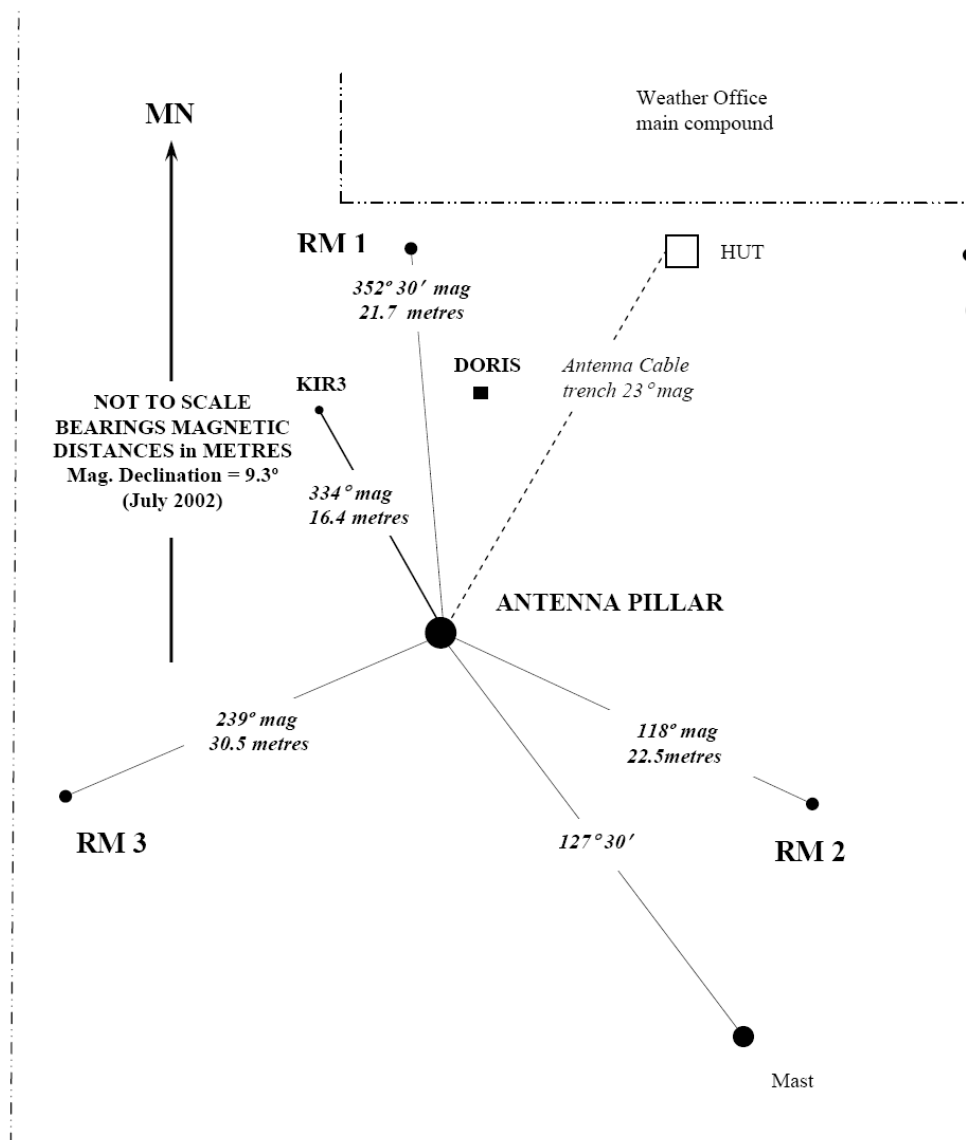 Weather Office
main compound
MN
RM 1
HUT
352° 30′ mag
21.7 metres
DORIS
Antenna Cable
trench 23° mag
KIR3
NOT TO SCALE
BEARINGS MAGNETIC
DISTANCES in METRES
Mag. Declination = 9.3°
(July 2002)
334° mag
16.4 metres
ANTENNA PILLAR
239° mag
30.5 metres
118° mag
22.5metres
127° 30′
RM 3
RM 2
Mast